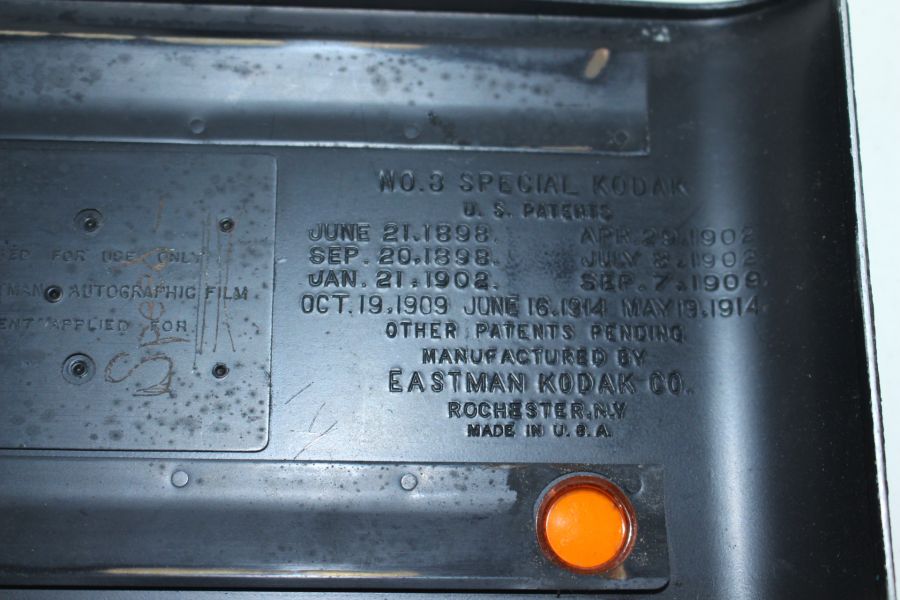 NO.3 SPECIAL KODAK
U. S. PATENTS
JUNE 21.1898. APR.29.1902
SEP. 20.1898. JULY 8.1902
JAN. 21.1902. SEP. 7.1909
OCT.19.1909 JUNE 16.1914 MAY 19.1914
OTHER PATENTS PENDING
MANUFACTURED BY
EASTMAN KODAK CO.
ROCHESTER.N.Y
MADE IN U.S.A.
FOR USE ONLY
AUTOGRAPHIC FILM
APPLIED FOR